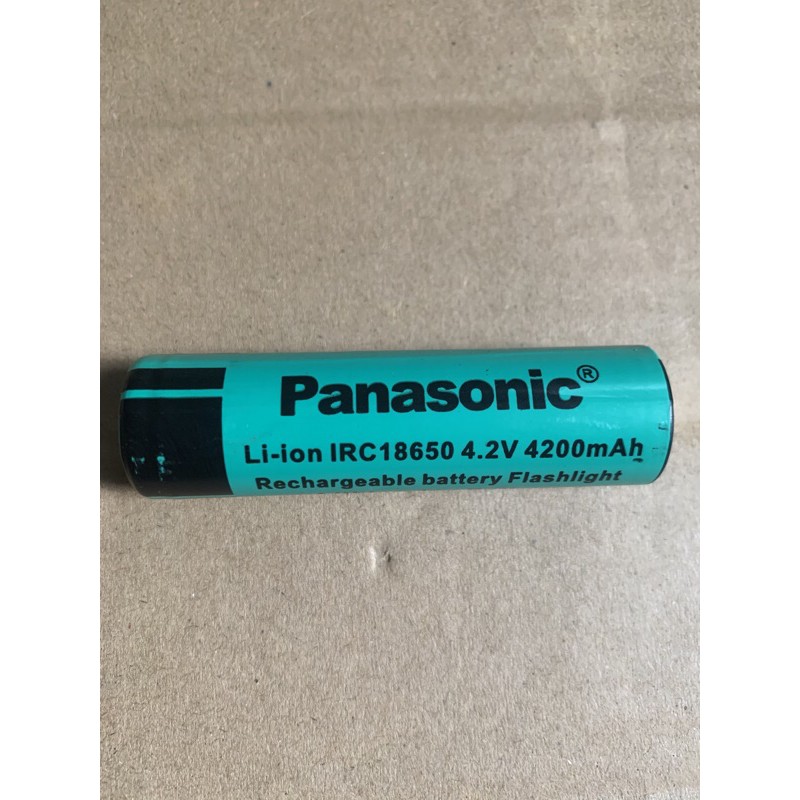 Panasonic®
Li-ion IRC18650 4.2V 4200mAh
Rechargeable battery Flashlight